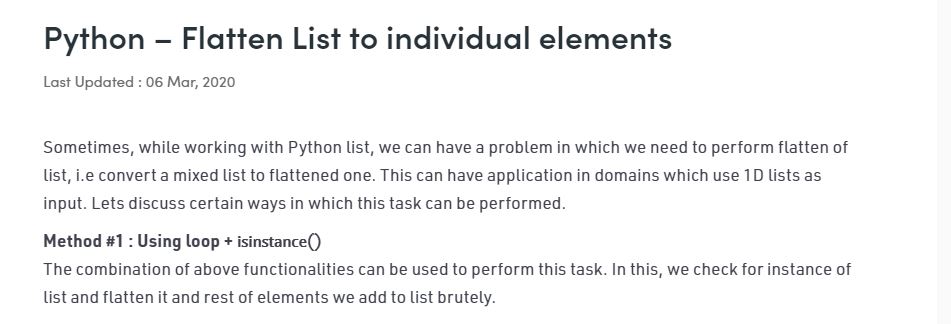 Python – Flatten List to individual elements
Last Updated : 06 Mar, 2020
Sometimes, while working with Python list, we can have a problem in which we need to perform flatten of
list, i.e convert a mixed list to flattened one. This can have application in domains which use 1D lists as
input. Lets discuss certain ways in which this task can be performed.
Method #1 : Using loop + isinstance()
The combination of above functionalities can be used to perform this task. In this, we check for instance of
list and flatten it and rest of elements we add to list brutely.